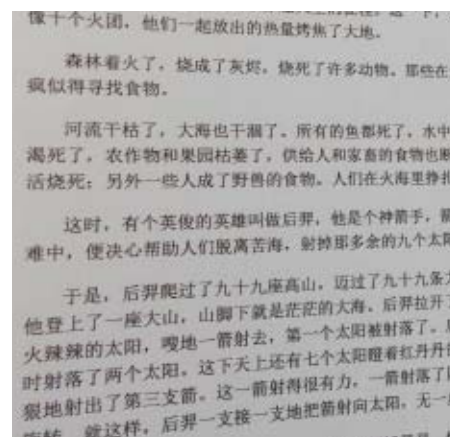 像十个火团，他们一起放出的热量烤焦了大地。
森林着火了，烧成了灰烬，烧死了许多动物。那些在
疯似得寻找食物。
河流干枯了，大海也干涸了。所有的鱼都死了，水中
渴死了，农作物和果园枯萎了，供给人和家畜的食物也断
活烧死；另外一些人成了野兽的食物。人们在火海里挣扎
这时，有个英俊的英雄叫做后羿，他是个神箭手，箭
难中，便决心帮助人们脱离苦海，射掉那多余的九个太阳
于是，后羿爬过了九十九座高山，迈过了九十九条
他登上了一座大山，山脚下就是茫茫的大海。后羿拉开了
火辣辣的太阳，嗖地一箭射去，第一个太阳被射落了。
时射落了两个太阳。这下天上还有七个太阳瞪着红丹丹
狠地射出了第三支箭。这一箭射得很有力，一箭射落了
就这样，后羿一支接一支地把箭射向太阳，无一